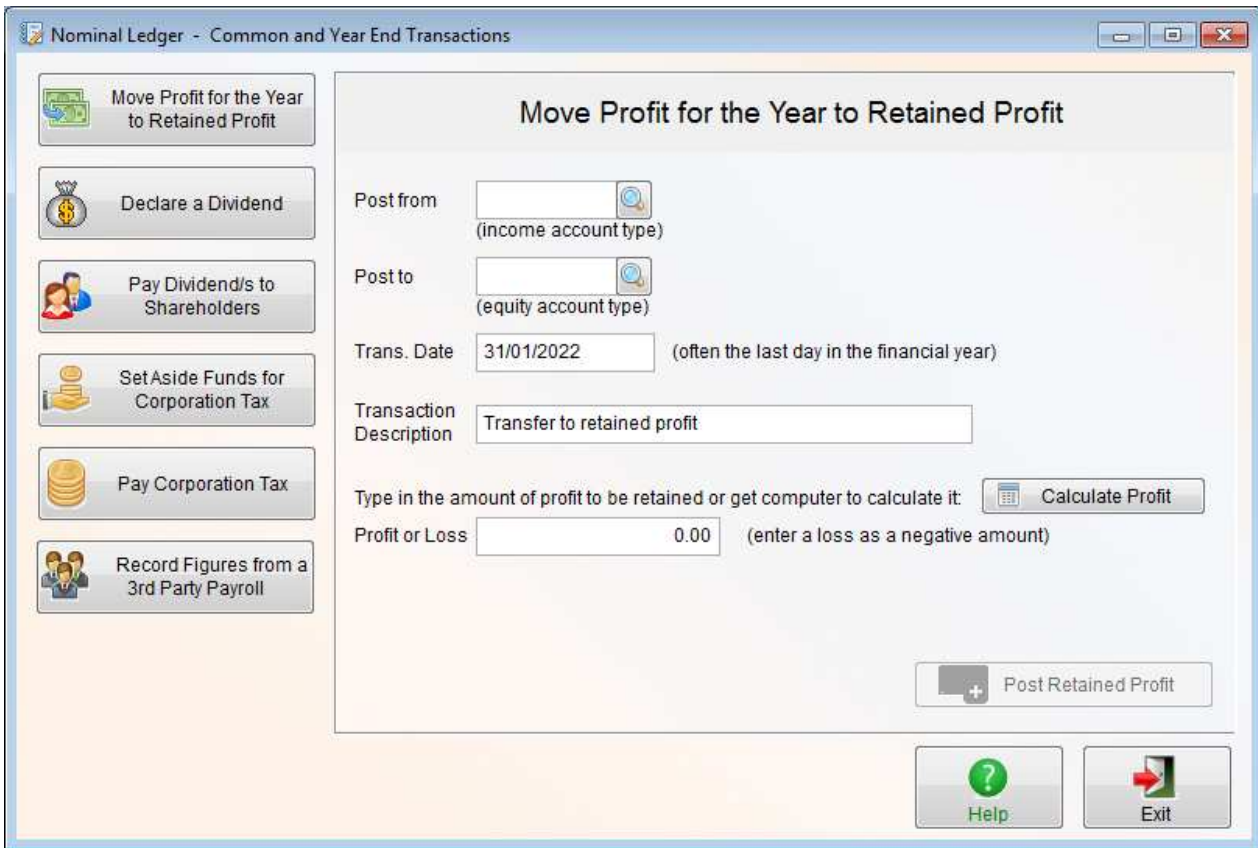 Nominal Ledger - Common and Year End Transactions
Move Profit for the Year
to Retained Profit
Declare a Dividend
Pay Dividend/s to
Shareholders
Set Aside Funds for
Corporation Tax
Pay Corporation Tax
Record Figures from a
3rd Party Payroll
Move Profit for the Year to Retained Profit
Post from
(income account type)
Post to
(equity account type)
Trans. Date 31/01/2022 (often the last day in the financial year)
Transaction
Description
Transfer to retained profit
Type in the amount of profit to be retained or get computer to calculate it: Calculate Profit
Profit or Loss 0.00 (enter a loss as a negative amount)
Post Retained Profit
Help
Exit